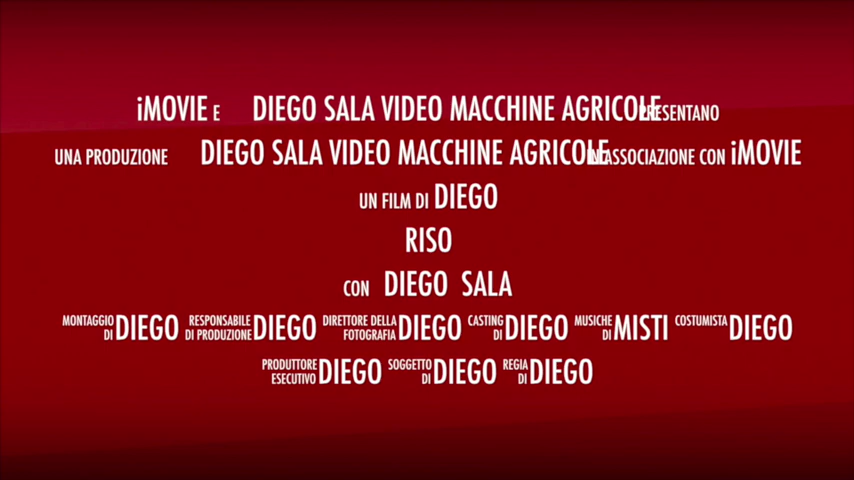 iMOVIE E DIEGO SALA VIDEO MACCHINE AGRICOLE PRESENTANO
UNA PRODUZIONE DIEGO SALA VIDEO MACCHINE AGRICOLE IN ASSOCIAZIONE CON iMOVIE
UN FILM DI DIEGO
RISO
CON DIEGO SALA
MONTAGGIO DI DIEGO RESPONSABILE DI PRODUZIONE DIEGO DIRETTORE DELLA FOTOGRAFIA DIEGO CASTING DI DIEGO MUSICHE DI MISTI COSTUMISTA DIEGO
PRODUTTORE ESECUTIVO DIEGO SOGGETTO DI DIEGO REGIA DI DIEGO